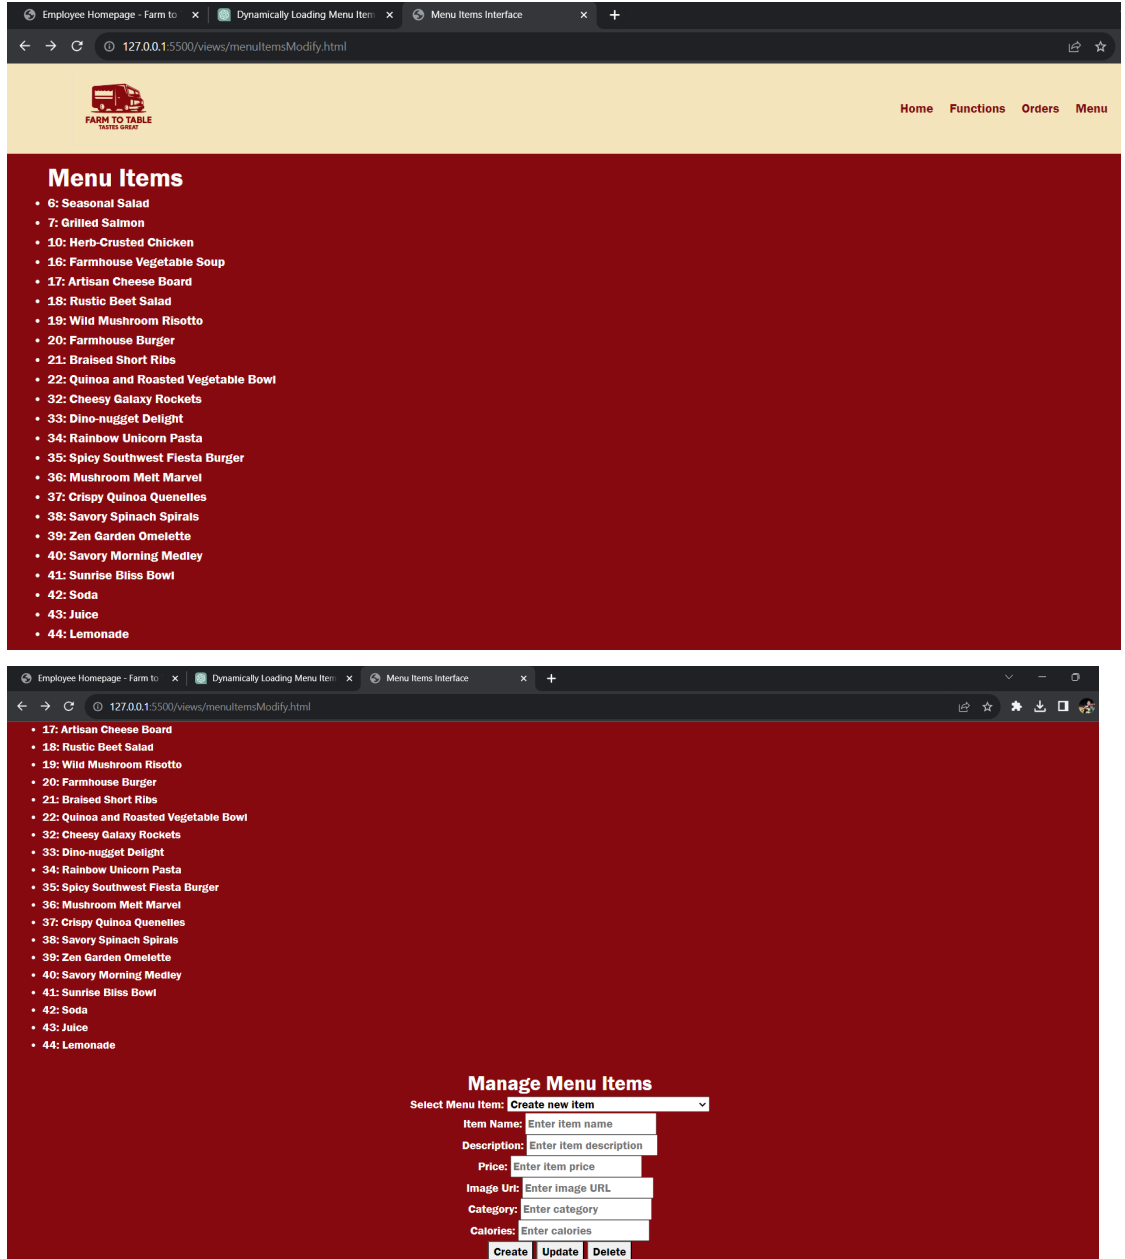 Employee Homepage - Farm to
Dynamically Loading Menu Item
Menu Items Interface
127.0.0.1:5500/views/menuItemsModify.html
FARM TO TABLE
TASTES GREAT
Home Functions Orders Menu
Menu Items
• 6: Seasonal Salad
• 7: Grilled Salmon
• 10: Herb-Crusted Chicken
• 16: Farmhouse Vegetable Soup
• 17: Artisan Cheese Board
• 18: Rustic Beet Salad
• 19: Wild Mushroom Risotto
• 20: Farmhouse Burger
• 21: Braised Short Ribs
• 22: Quinoa and Roasted Vegetable Bowl
• 32: Cheesy Galaxy Rockets
• 33: Dino-nugget Delight
• 34: Rainbow Unicorn Pasta
• 35: Spicy Southwest Fiesta Burger
• 36: Mushroom Melt Marvel
• 37: Crispy Quinoa Quenelles
• 38: Savory Spinach Spirals
• 39: Zen Garden Omelette
• 40: Savory Morning Medley
• 41: Sunrise Bliss Bowl
• 42: Soda
• 43: Juice
• 44: Lemonade
Employee Homepage - Farm to
Dynamically Loading Menu Item
Menu Items Interface
127.0.0.1:5500/views/menuItemsModify.html
• 17: Artisan Cheese Board
• 18: Rustic Beet Salad
• 19: Wild Mushroom Risotto
• 20: Farmhouse Burger
• 21: Braised Short Ribs
• 22: Quinoa and Roasted Vegetable Bowl
• 32: Cheesy Galaxy Rockets
• 33: Dino-nugget Delight
• 34: Rainbow Unicorn Pasta
• 35: Spicy Southwest Fiesta Burger
• 36: Mushroom Melt Marvel
• 37: Crispy Quinoa Quenelles
• 38: Savory Spinach Spirals
• 39: Zen Garden Omelette
• 40: Savory Morning Medley
• 41: Sunrise Bliss Bowl
• 42: Soda
• 43: Juice
• 44: Lemonade
Manage Menu Items
Select Menu Item: Create new item
Item Name: Enter item name
Description: Enter item description
Price: Enter item price
Image Url: Enter image URL
Category: Enter category
Calories: Enter calories
Create Update Delete